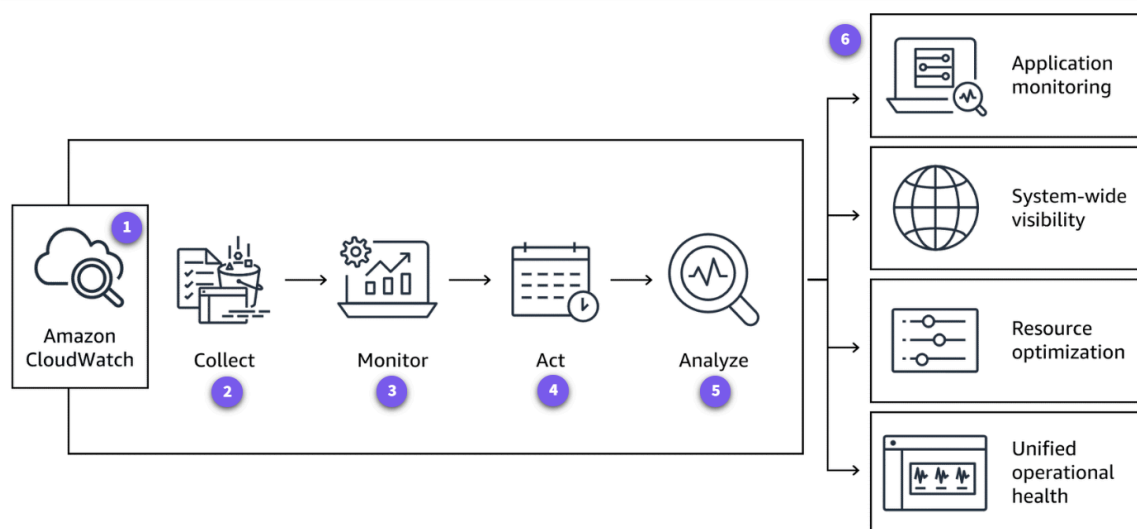 1
Amazon
CloudWatch
Collect
2
Monitor
3
Act
4
Analyze
5
6
Application
monitoring
System-wide
visibility
Resource
optimization
Unified
operational
health